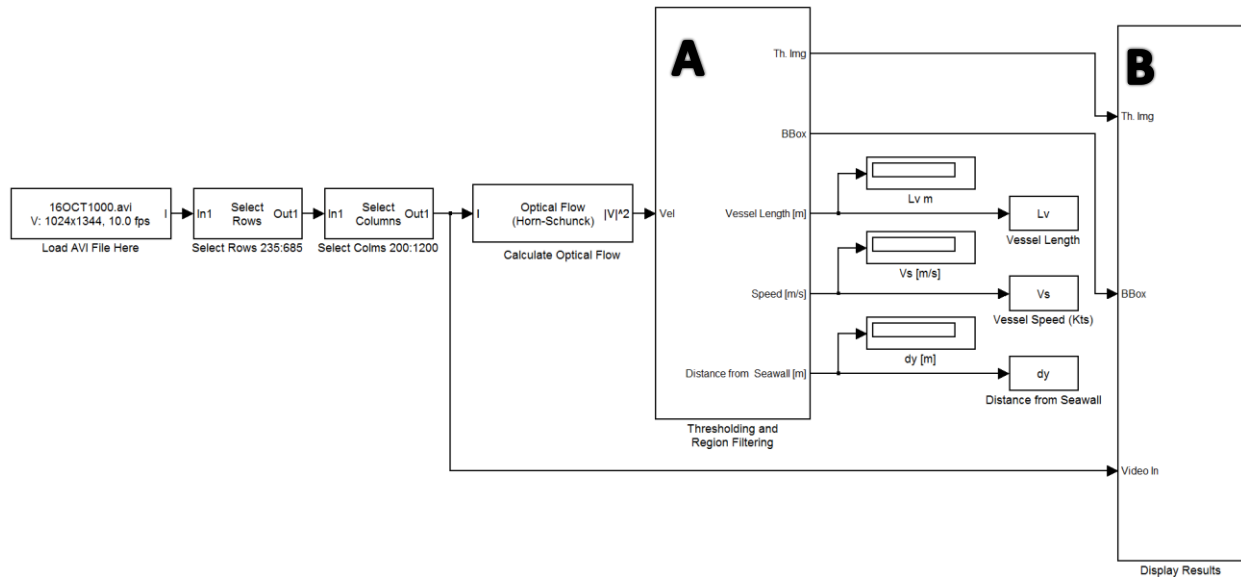 A
B
Th. Img
Th. Img
BBox
16OCT1000.avi
V: 1024x1344, 10.0 fps
I
Load AVI File Here
In1
Select
Rows
Out1
Select Rows 235:685
In1
Select
Columns
Out1
Select Colms 200:1200
I
Optical Flow
(Horn-Schunck)
|V|^2
Calculate Optical Flow
Vel
Lv m
Vessel Length [m]
Lv
Vessel Length
Vs [m/s]
Speed [m/s]
Vs
Vessel Speed (Kts)
BBox
dy [m]
Distance from Seawall [m]
dy
Distance from Seawall
Thresholding and
Region Filtering
Video In
Display Results